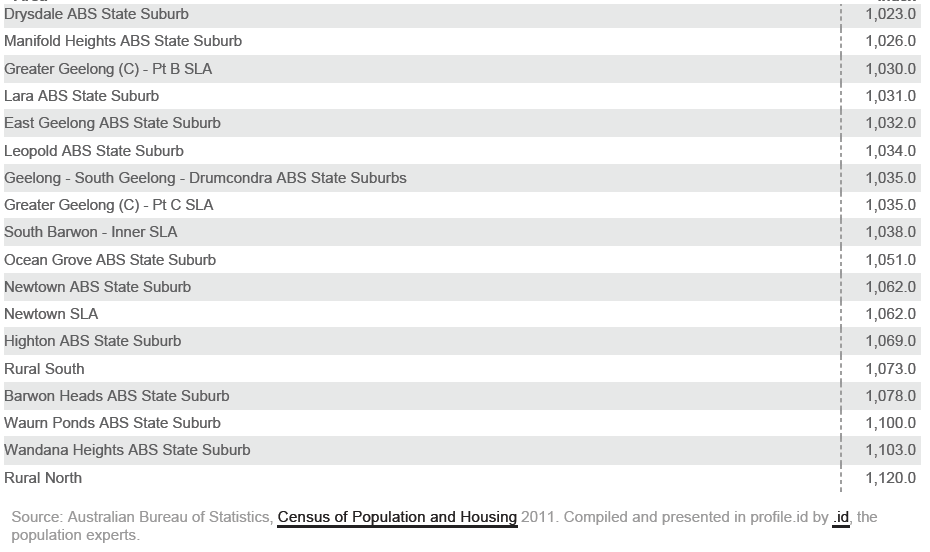 Drysdale ABS State Suburb 1,023.0
Manifold Heights ABS State Suburb 1,026.0
Greater Geelong (C) - Pt B SLA 1,030.0
Lara ABS State Suburb 1,031.0
East Geelong ABS State Suburb 1,032.0
Leopold ABS State Suburb 1,034.0
Geelong - South Geelong - Drumcondra ABS State Suburbs 1,035.0
Greater Geelong (C) - Pt C SLA 1,035.0
South Barwon - Inner SLA 1,038.0
Ocean Grove ABS State Suburb 1,051.0
Newtown ABS State Suburb 1,062.0
Newtown SLA 1,062.0
Highton ABS State Suburb 1,069.0
Rural South 1,073.0
Barwon Heads ABS State Suburb 1,078.0
Waurn Ponds ABS State Suburb 1,100.0
Wandana Heights ABS State Suburb 1,103.0
Rural North 1,120.0
Source: Australian Bureau of Statistics, Census of Population and Housing 2011. Compiled and presented in profile.id by .id, the
population experts.